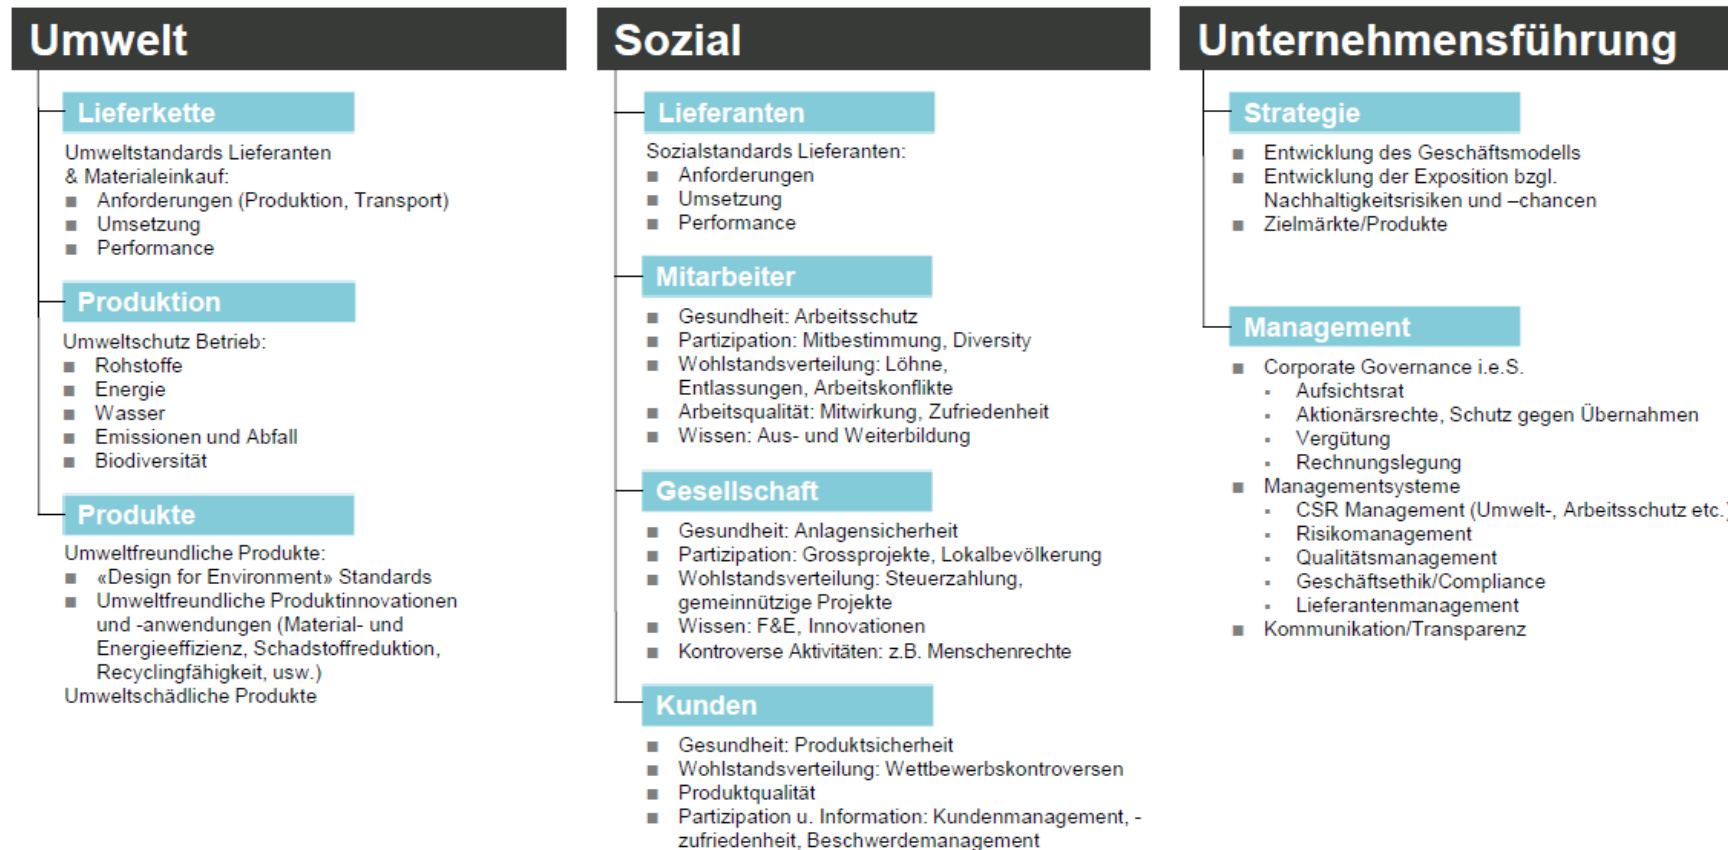 Umwelt
Lieferkette
Umweltstandards Lieferanten
& Materialeinkauf:
■ Anforderungen (Produktion, Transport)
■ Umsetzung
■ Performance
Produktion
Umweltschutz Betrieb:
■ Rohstoffe
■ Energie
■ Wasser
■ Emissionen und Abfall
■ Biodiversität
Produkte
Umweltfreundliche Produkte:
■ «Design for Environment» Standards
■ Umweltfreundliche Produktinnovationen
und -anwendungen (Material- und
Energieeffizienz, Schadstoffreduktion,
Recyclingfähigkeit, usw.)
Umweltschädliche Produkte
Sozial
Lieferanten
Sozialstandards Lieferanten:
■ Anforderungen
■ Umsetzung
■ Performance
Mitarbeiter
■ Gesundheit: Arbeitsschutz
■ Partizipation: Mitbestimmung, Diversity
■ Wohlstandsverteilung: Löhne,
Entlassungen, Arbeitskonflikte
■ Arbeitsqualität: Mitwirkung, Zufriedenheit
■ Wissen: Aus- und Weiterbildung
Gesellschaft
■ Gesundheit: Anlagensicherheit
■ Partizipation: Grossprojekte, Lokalbevölkerung
■ Wohlstandsverteilung: Steuerzahlung,
gemeinnützige Projekte
■ Wissen: F&E, Innovationen
■ Kontroverse Aktivitäten: z.B. Menschenrechte
Kunden
■ Gesundheit: Produktsicherheit
■ Wohlstandsverteilung: Wettbewerbskontroversen
■ Produktqualität
■ Partizipation u. Information: Kundenmanagement, -
zufriedenheit, Beschwerdemanagement
Unternehmensführung
Strategie
■ Entwicklung des Geschäftsmodells
■ Entwicklung der Exposition bzgl.
Nachhaltigkeitsrisiken und –chancen
■ Zielmärkte/Produkte
Management
■ Corporate Governance i.e.S.
▪ Aufsichtsrat
▪ Aktionärsrechte, Schutz gegen Übernahmen
▪ Vergütung
▪ Rechnungslegung
■ Managementsysteme
▪ CSR Management (Umwelt-, Arbeitsschutz etc.)
▪ Risikomanagement
▪ Qualitätsmanagement
▪ Geschäftsethik/Compliance
▪ Lieferantenmanagement
■ Kommunikation/Transparenz